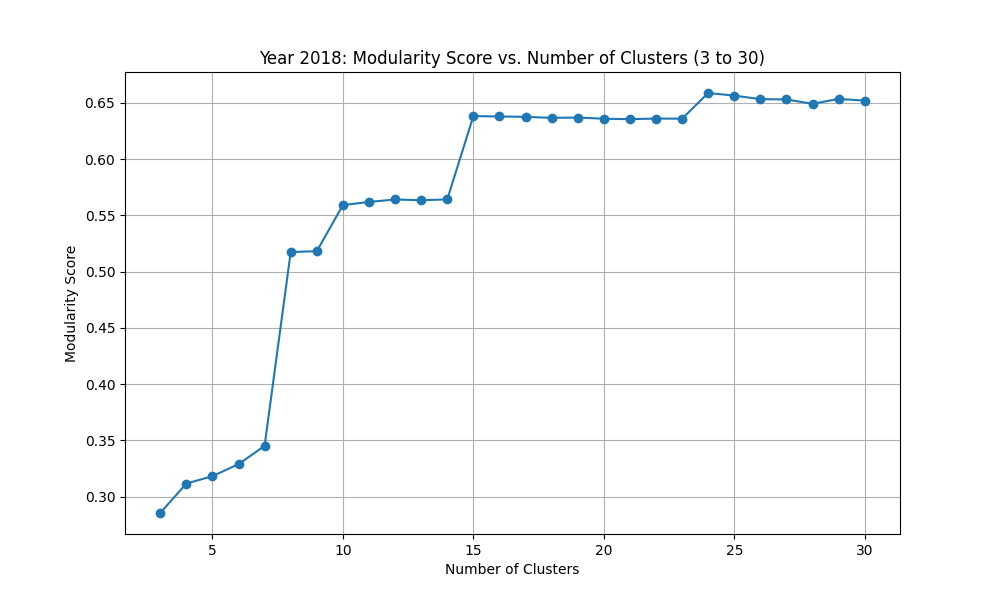 Year 2018: Modularity Score vs. Number of Clusters (3 to 30)
Modularity Score
0.65
0.60
0.55
0.50
0.45
0.40
0.35
0.30
5 10 15 20 25 30
Number of Clusters